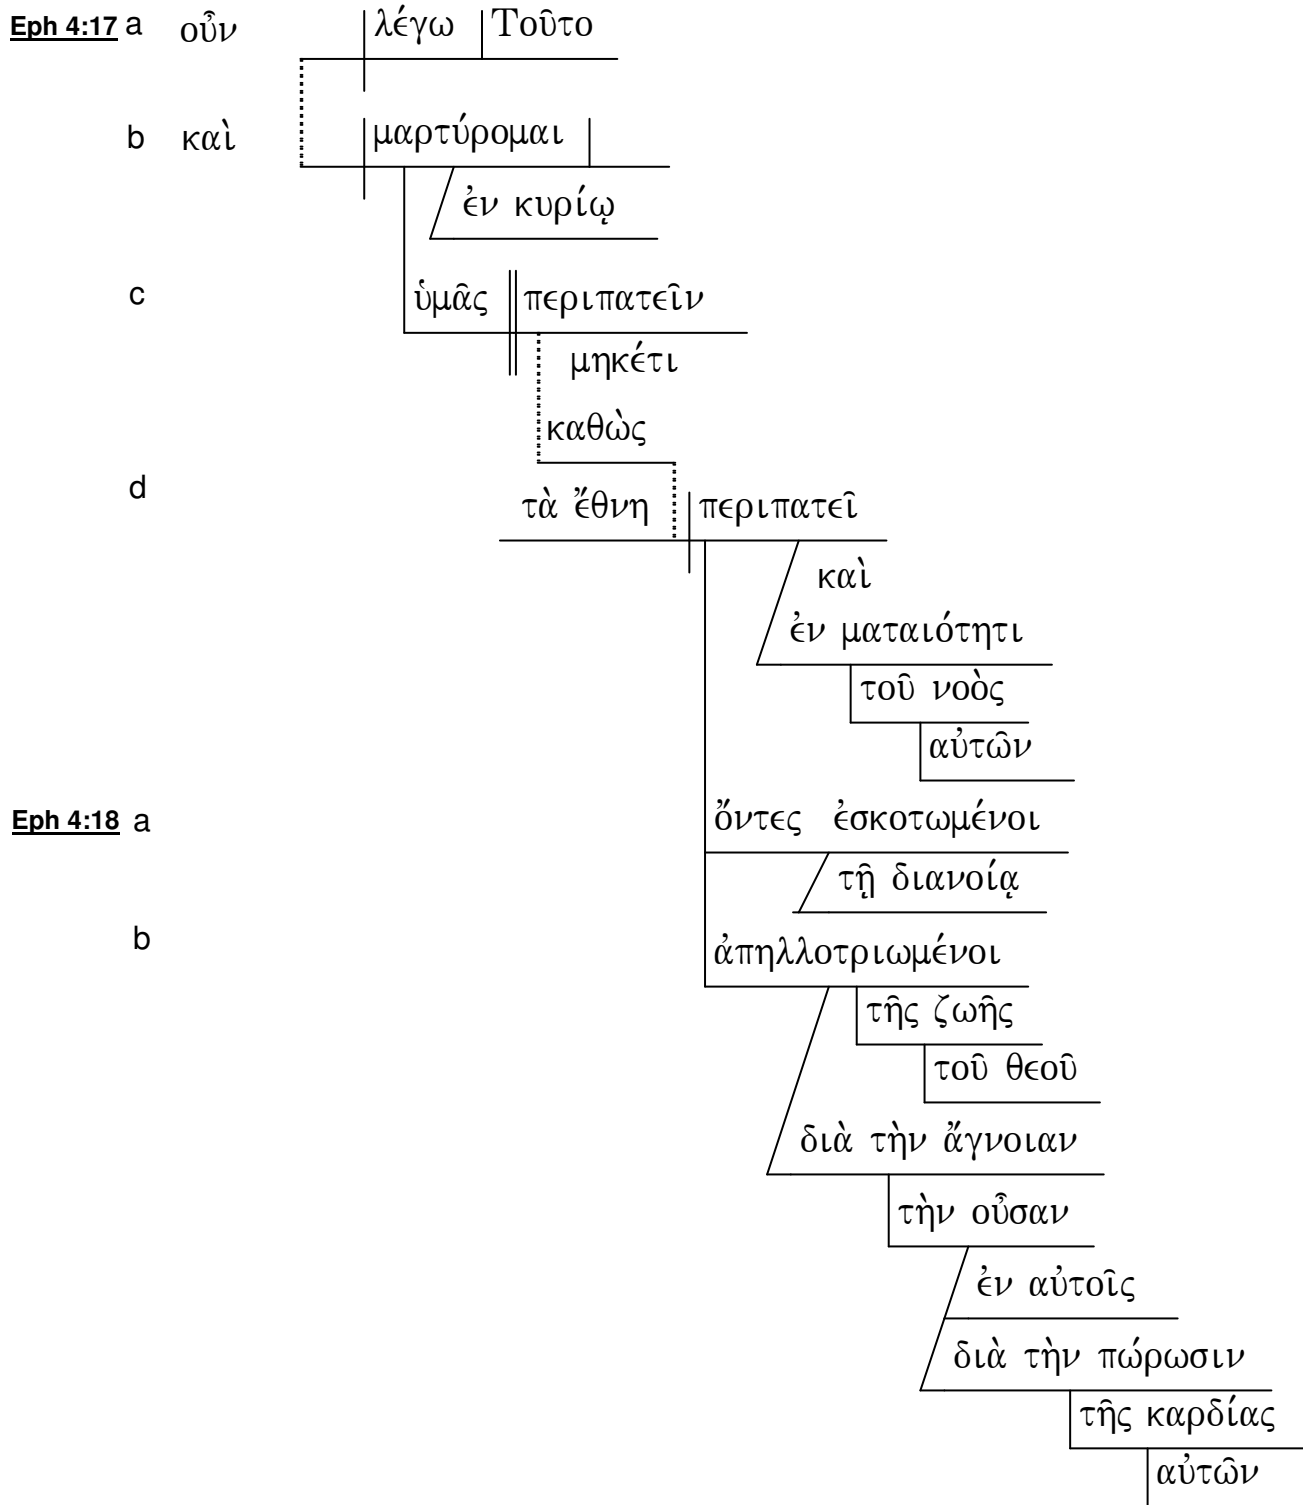 Eph 4:17 a οὖν λέγω Τοῦτο
b καὶ μαρτύρομαι
ἐν κυρίῳ
c ὑμᾶς περιπατεῖν
μηκέτι
καθὼς
d τὰ ἔθνη περιπατεῖ
καὶ
ἐν ματαιότητι
τοῦ νοὸς
αὐτῶν
Eph 4:18 a ὄντες ἐσκοτωμένοι
τῇ διανοίᾳ
b ἀπηλλοτριωμένοι
τῆς ζωῆς
τοῦ θεοῦ
διὰ τὴν ἄγνοιαν
τὴν οὖσαν
ἐν αὐτοῖς
διὰ τὴν πώρωσιν
τῆς καρδίας
αὐτῶν